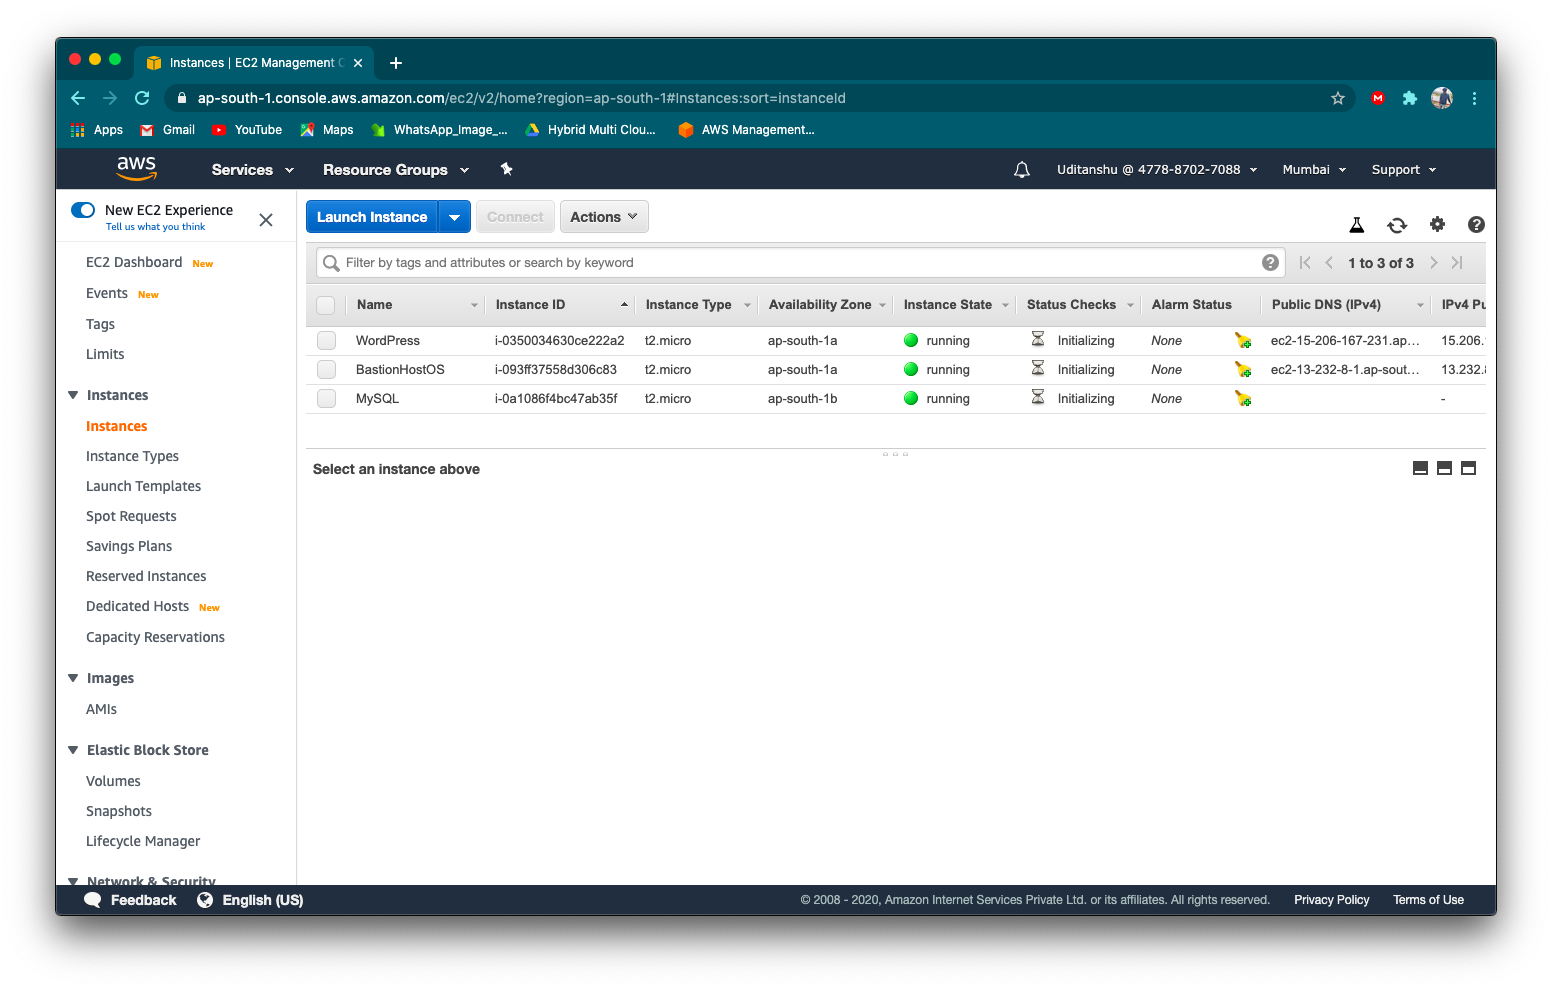 Instances | EC2 Management C
ap-south-1.console.aws.amazon.com/ec2/v2/home?region=ap-south-1#Instances:sort=instanceId
Apps Gmail YouTube Maps WhatsApp_Image_... Hybrid Multi Clou... AWS Management...
aws Services Resource Groups Uditanshu @ 4778-8702-7088 Mumbai Support
New EC2 Experience
Tell us what you think
EC2 Dashboard New
Events New
Tags
Limits
Instances
Instances
Instance Types
Launch Templates
Spot Requests
Savings Plans
Reserved Instances
Dedicated Hosts New
Capacity Reservations
Images
AMIs
Elastic Block Store
Volumes
Snapshots
Lifecycle Manager
Network & Security
Launch Instance Connect Actions
Filter by tags and attributes or search by keyword 1 to 3 of 3
Name Instance ID Instance Type Availability Zone Instance State Status Checks Alarm Status Public DNS (IPv4) IPv4 Pu
WordPress i-0350034630ce222a2 t2.micro ap-south-1a running Initializing None ec2-15-206-167-231.ap... 15.206.
BastionHostOS i-093ff37558d306c83 t2.micro ap-south-1a running Initializing None ec2-13-232-8-1.ap-sout... 13.232.8
MySQL i-0a1086f4bc47ab35f t2.micro ap-south-1b running Initializing None -
Select an instance above
Feedback English (US) © 2008 - 2020, Amazon Internet Services Private Ltd. or its affiliates. All rights reserved. Privacy Policy Terms of Use